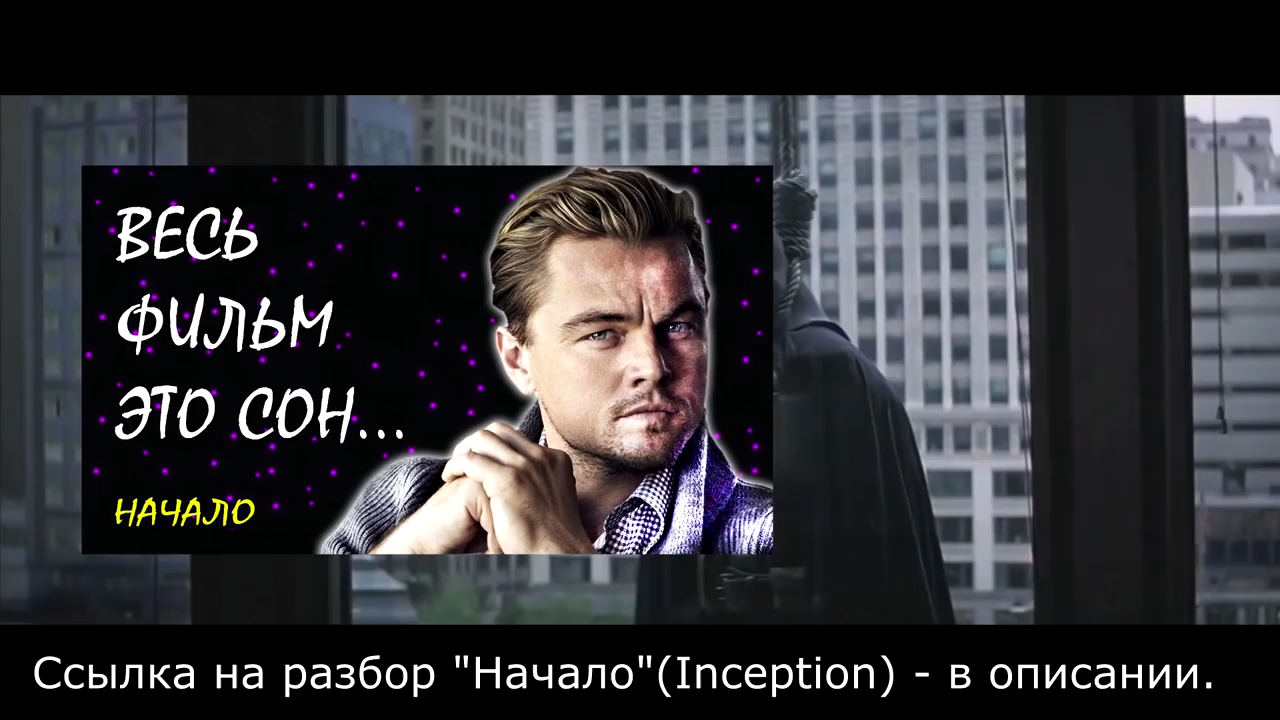 ВЕСЬ
ФИЛЬМ
ЭТО СОН...
НАЧАЛО
Ссылка на разбор "Начало"(Inception) - в описании.